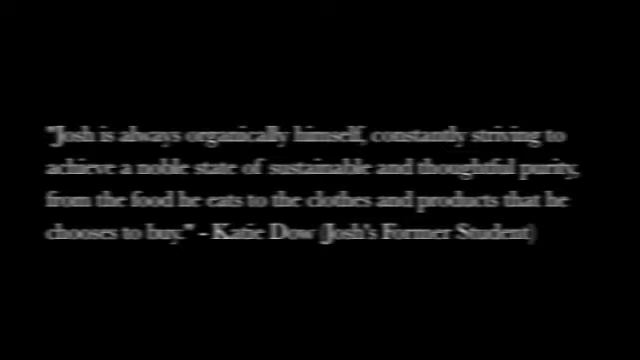 "Josh is always organically himself, constantly striving to
achieve a noble state of sustainable and thoughtful purity,
from the food he eats to the clothes and products that he
chooses to buy." - Katie Dow (Josh's Former Student)